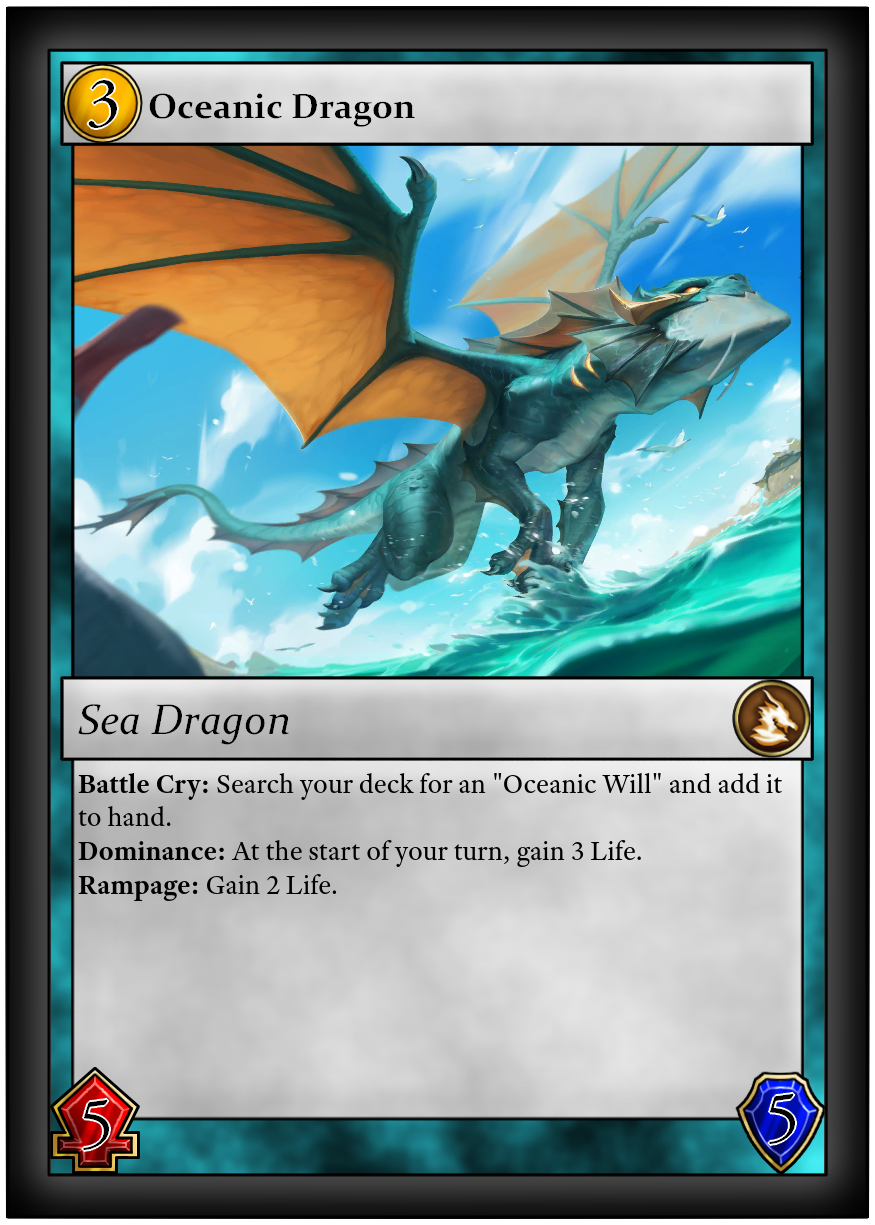 3 Oceanic Dragon
Sea Dragon
Battle Cry: Search your deck for an "Oceanic Will" and add it
to hand.
Dominance: At the start of your turn, gain 3 Life.
Rampage: Gain 2 Life.
5 5